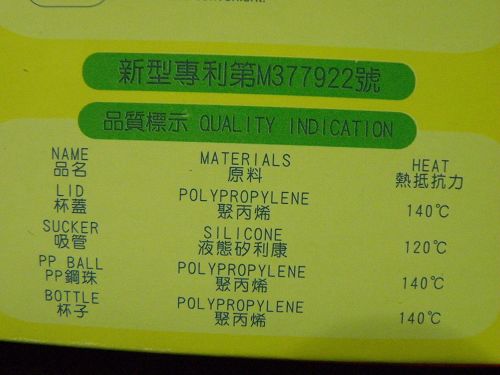 新型專利第M377922號
品質標示 QUALITY INDICATION
NAME MATERIALS HEAT
品名 原料 熱抵抗力
LID POLYPROPYLENE
杯蓋 聚丙烯 140℃
SUCKER SILICONE
吸管 液態矽利康 120℃
PP BALL POLYPROPYLENE
PP鋼珠 聚丙烯 140℃
BOTTLE POLYPROPYLENE
杯子 聚丙烯 140℃